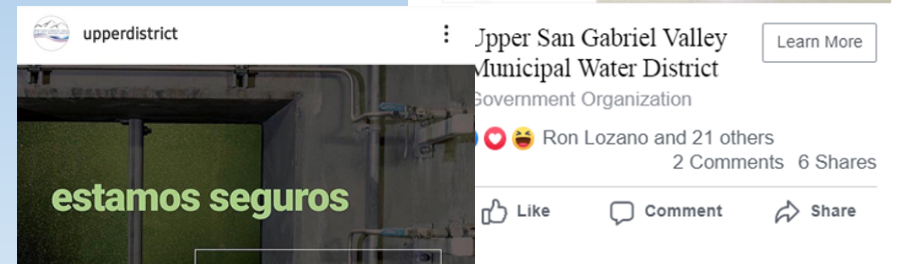 upperdistrict
estamos seguros
Upper San Gabriel Valley
Municipal Water District
Government Organization
Learn More
Ron Lozano and 21 others
2 Comments 6 Shares
Like Comment Share